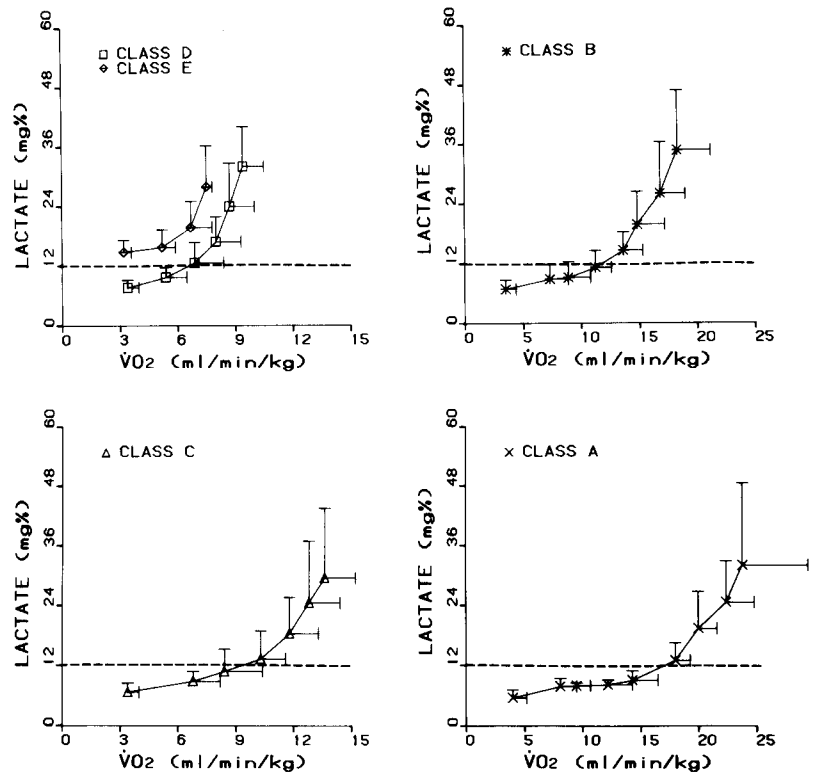 60
48
36
24
12
0
LACTATE (mg%)
CLASS D
CLASS E
3 6 9 12 15
V̇O2 (ml/min/kg)
60
48
36
24
12
0
LACTATE (mg%)
CLASS B
0 5 10 15 20 25
V̇O2 (ml/min/kg)
60
48
36
24
12
0
LACTATE (mg%)
CLASS C
0 3 6 9 12 15
V̇O2 (ml/min/kg)
60
48
36
24
12
0
LACTATE (mg%)
CLASS A
0 5 10 15 20 25
V̇O2 (ml/min/kg)